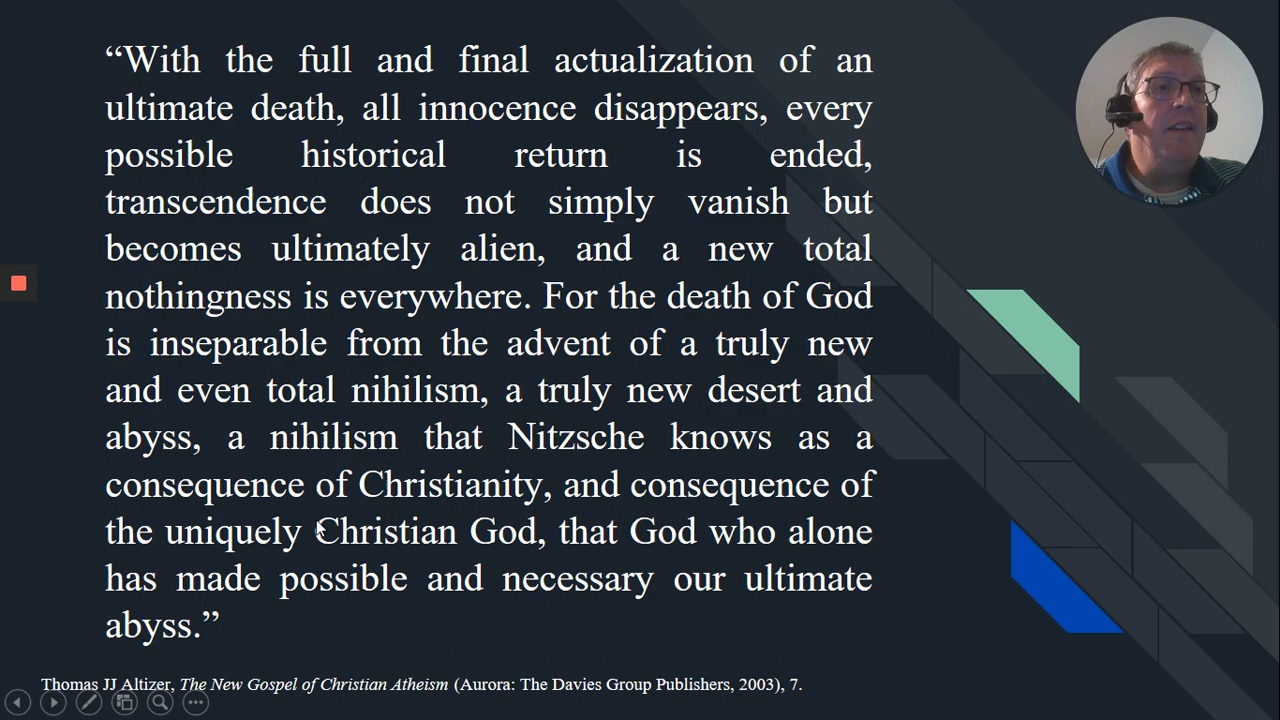 “With the full and final actualization of an
ultimate death, all innocence disappears, every
possible historical return is ended,
transcendence does not simply vanish but
becomes ultimately alien, and a new total
nothingness is everywhere. For the death of God
is inseparable from the advent of a truly new
and even total nihilism, a truly new desert and
abyss, a nihilism that Nitzsche knows as a
consequence of Christianity, and consequence of
the uniquely Christian God, that God who alone
has made possible and necessary our ultimate
abyss.”
Thomas JJ Altizer, The New Gospel of Christian Atheism (Aurora: The Davies Group Publishers, 2003), 7.